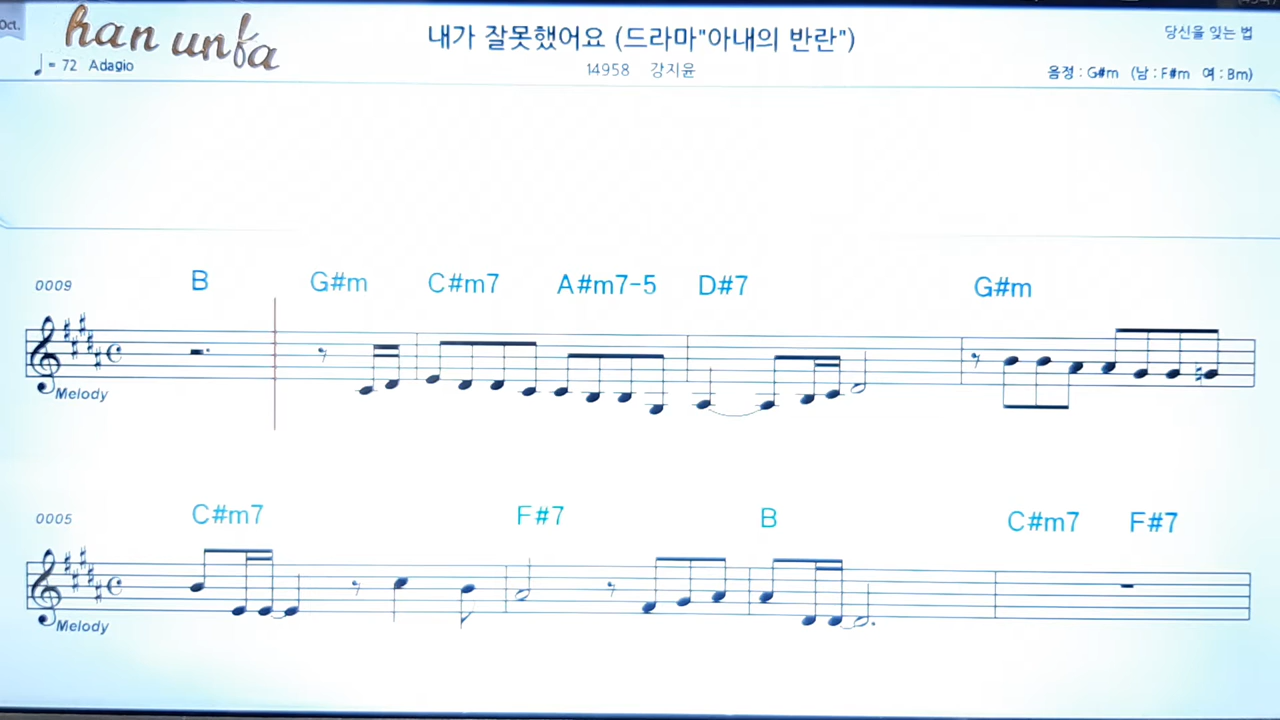 Oct.
han unfa
♩ = 72 Adagio
내가 잘못했어요 (드라마"아내의 반란")
14958 강지윤
당신을 잊는 법
음정 : G#m (남 : F#m 여 : Bm)
0009 B G#m C#m7 A#m7-5 D#7 G#m
Melody
0005 C#m7 F#7 B C#m7 F#7
Melody